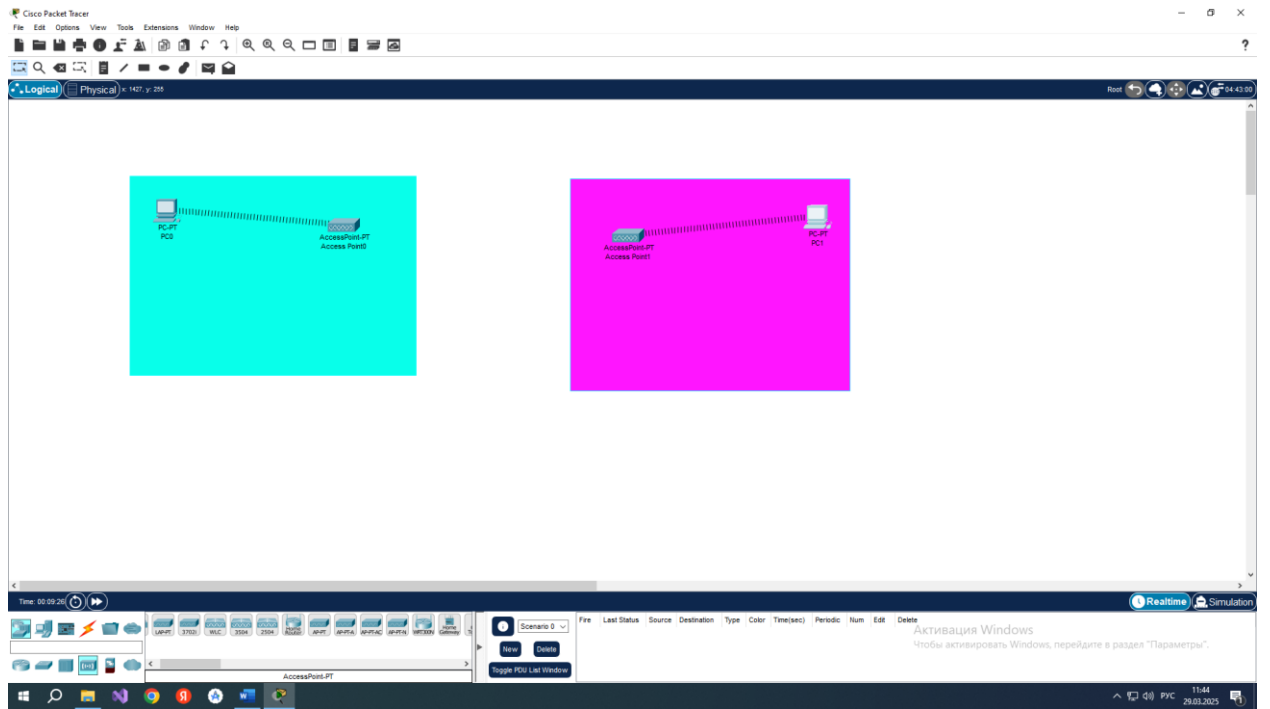 Cisco Packet Tracer
File Edit Options View Tools Extensions Window Help
?
Logical Physical x: 1427, y: 255 Root 04:43:00
PC-PT
PC2
AccessPoint-PT
Access Point0
AccessPoint-PT
Access Point1
PC-PT
PC1
Time: 00:09:26 Realtime Simulation
LAP-PT 3702i WLC 3504 2504 Home Router AP-PT AP-PT-A AP-PT-AC AP-PT-N WRT300N Home Gateway
AccessPoint-PT
Scenario 0
New Delete
Toggle PDU List Window
Fire Last Status Source Destination Type Color Time(sec) Periodic Num Edit Delete
Активация Windows
Чтобы активировать Windows, перейдите в раздел "Параметры".
РУС 11:44
29.03.2025